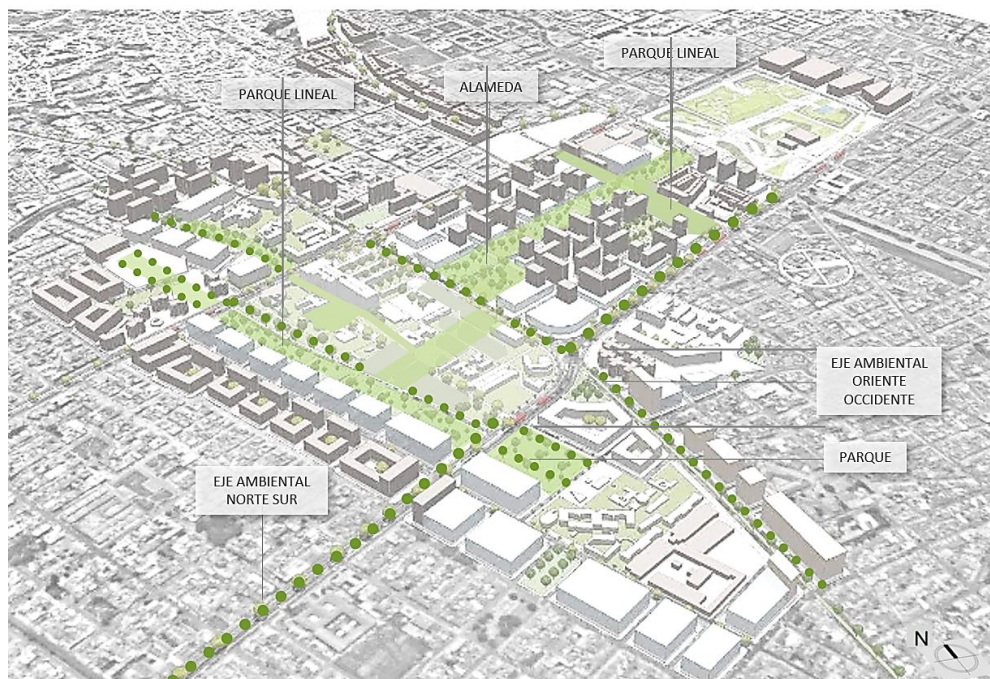 PARQUE LINEAL
ALAMEDA
PARQUE LINEAL
EJE AMBIENTAL
ORIENTE
OCCIDENTE
PARQUE
EJE AMBIENTAL
NORTE SUR
N